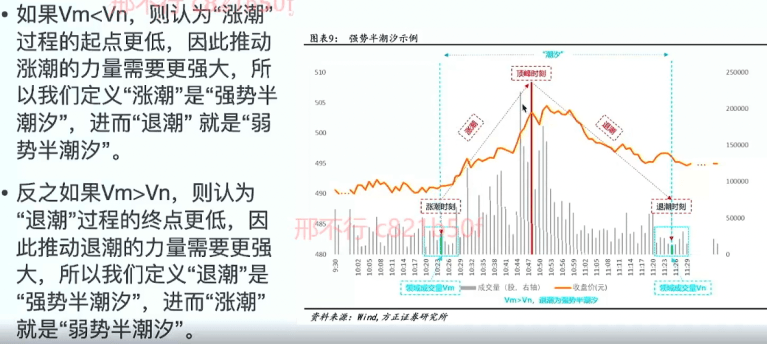 • 如果Vm<Vn，则认为“涨潮”
过程的起点更低，因此推动
涨潮的力量需要更强大，所
以我们定义“涨潮”是“强势半
潮汐”，进而“退潮” 就是“弱
势半潮汐”。
• 反之如果Vm>Vn，则认为
“退潮”过程的终点更低，因
此推动退潮的力量需要更强
大，所以我们定义“退潮”是
“强势半潮汐”，进而“涨潮”
就是“弱势半潮汐”。
邢不行 c821b50f
图表9： 强势半潮汐示例
“潮汐”
顶峰时刻
涨潮
退潮
涨潮时刻
退潮时刻
510
505
500
495
490
485
480
250000
200000
150000
100000
50000
0
9:30 10:02 10:05 10:08 10:11 10:14 10:17 10:20 10:23 10:26 10:29 10:32 10:35 10:38 10:41 10:44 10:47 10:50 10:53 10:56 10:59 11:02 11:05 11:08 11:11 11:14 11:17 11:20 11:23 11:26 11:29
领域成交量Vm
成交量（股，右轴）
收盘价(元)
领域成交量Vn
邢不行 c821b50f
资料来源：Wind,方正证券研究所